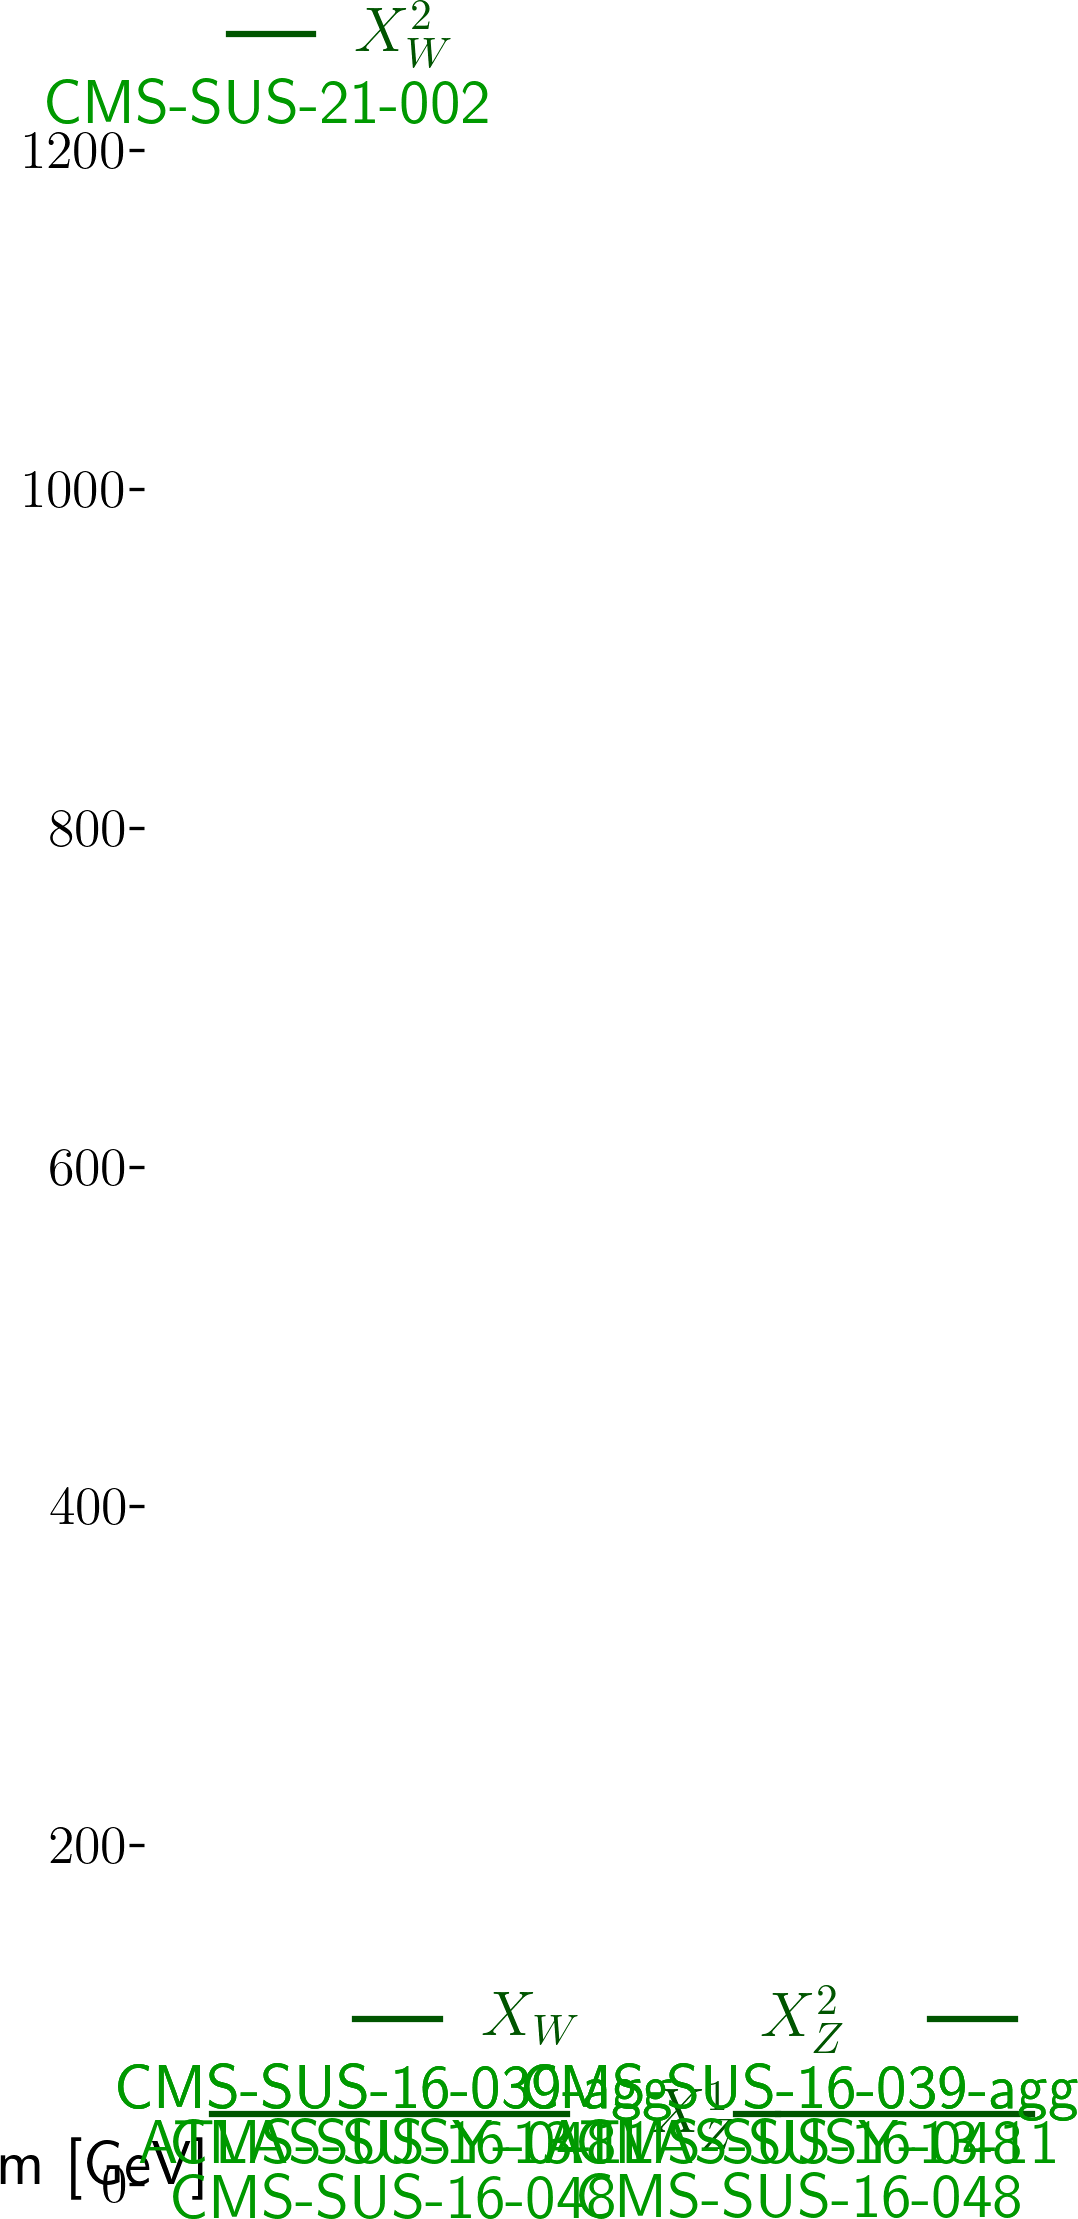 X_W^2
CMS-SUS-21-002
1200
1000
800
600
400
200
X_W
X_Z^2
CMS-SUS-16-039-agg
CMS-SUS-16-039-agg
X_Z^1
ATLAS-SUSY-13-11
CMS-SUS-16-048
ATLAS-SUSY-13-11
CMS-SUS-16-048
m [GeV]
0
CMS-SUS-16-048
CMS-SUS-16-048